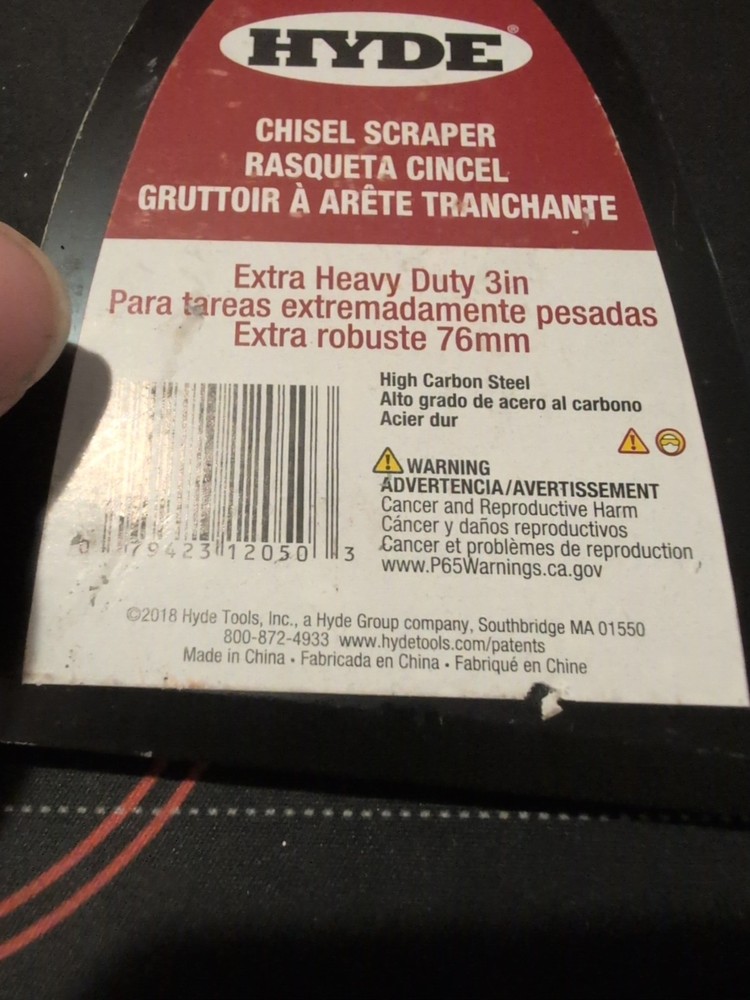 HYDE®
CHISEL SCRAPER
RASQUETA CINCEL
GRUTTOIR À ARÊTE TRANCHANTE
Extra Heavy Duty 3in
Para tareas extremadamente pesadas
Extra robuste 76mm
High Carbon Steel
Alto grado de acero al carbono
Acier dur
WARNING
ADVERTENCIA/AVERTISSEMENT
Cancer and Reproductive Harm
Cáncer y daños reproductivos
Cancer et problèmes de reproduction
www.P65Warnings.ca.gov
0 79423 12050 3
©2018 Hyde Tools, Inc., a Hyde Group company, Southbridge MA 01550
800-872-4933 www.hydetools.com/patents
Made in China • Fabricada en China • Fabriqué en Chine